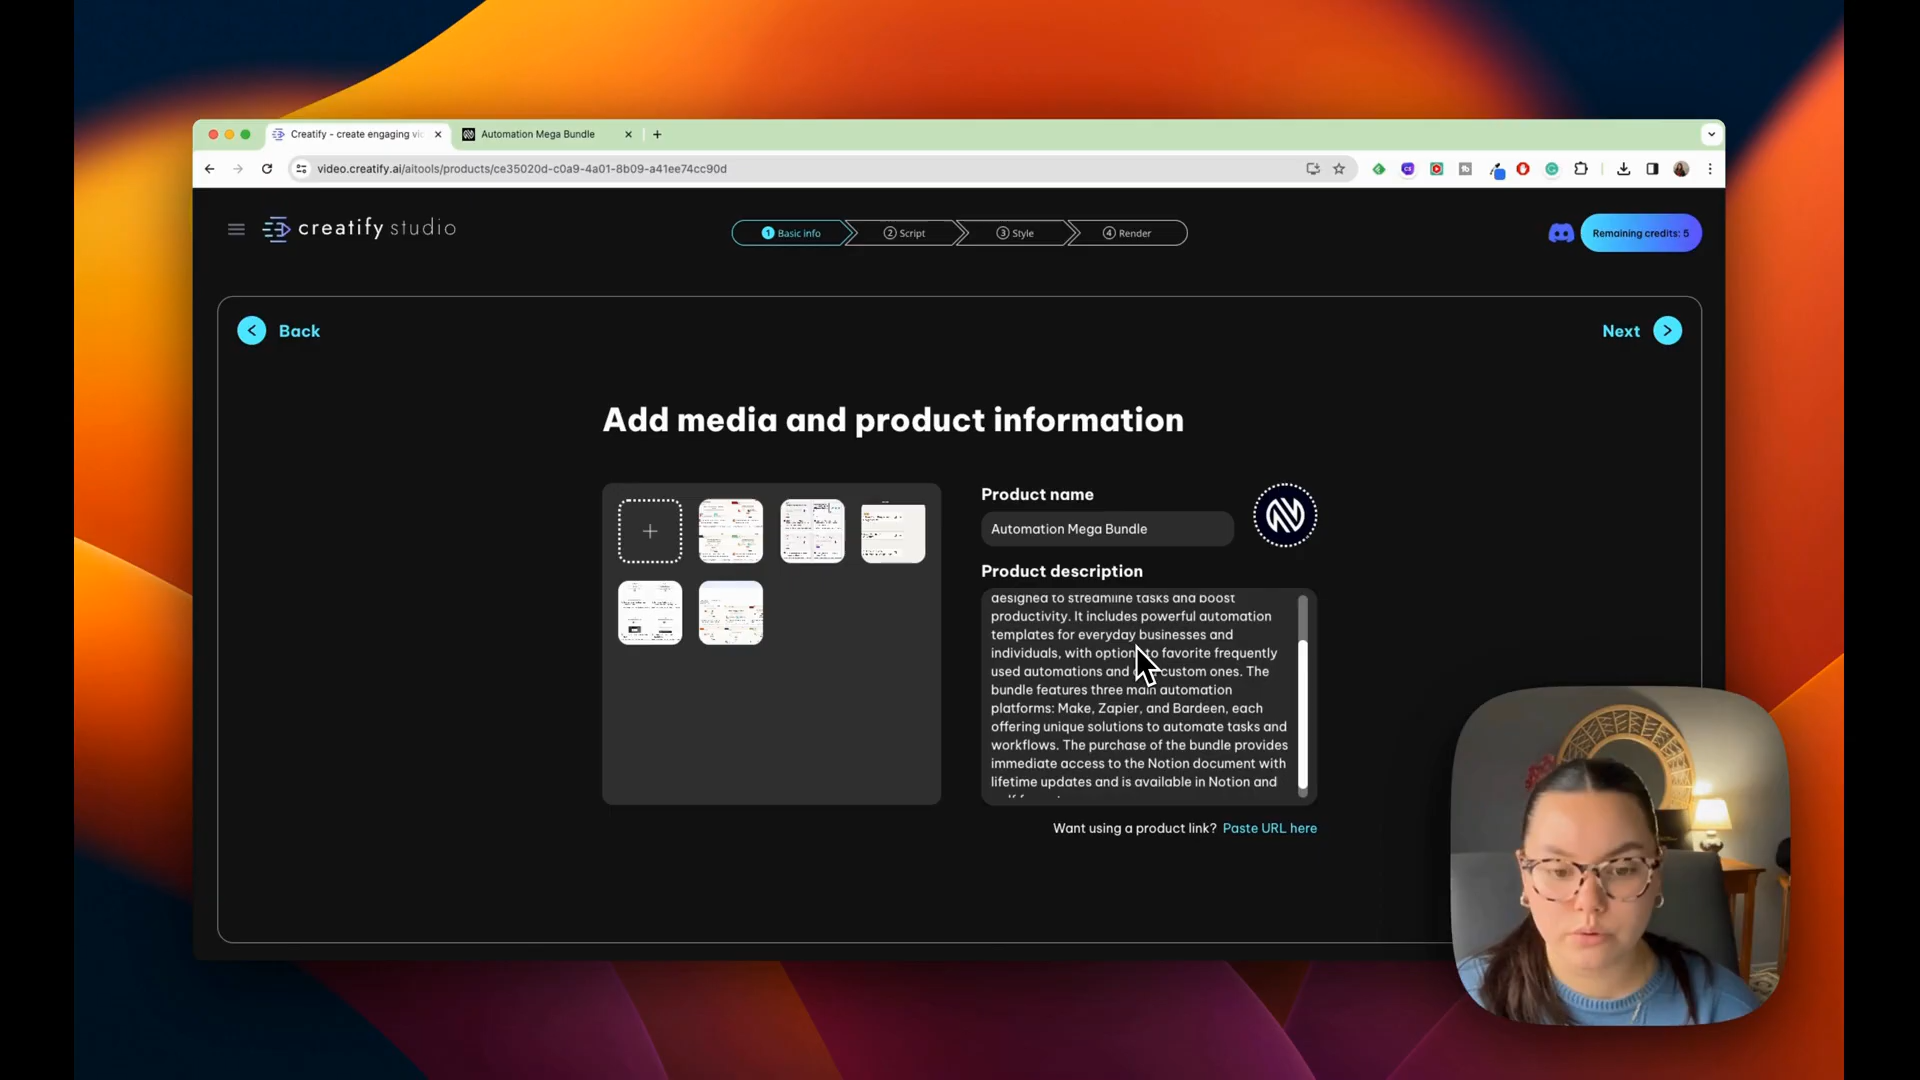 Creatify - create engaging vi
Automation Mega Bundle
video.creatify.ai/aitools/products/ce35020d-c0a9-4a01-8b09-a41ee74cc90d
creatify studio
1 Basic info
2 Script
3 Style
4 Render
Remaining credits: 5
Back
Next
Add media and product information
Product name
Automation Mega Bundle
Product description
designed to streamline tasks and boost
productivity. It includes powerful automation
templates for everyday businesses and
individuals, with option to favorite frequently
used automations and custom ones. The
bundle features three main automation
platforms: Make, Zapier, and Bardeen, each
offering unique solutions to automate tasks and
workflows. The purchase of the bundle provides
immediate access to the Notion document with
lifetime updates and is available in Notion and
Want using a product link? Paste URL here